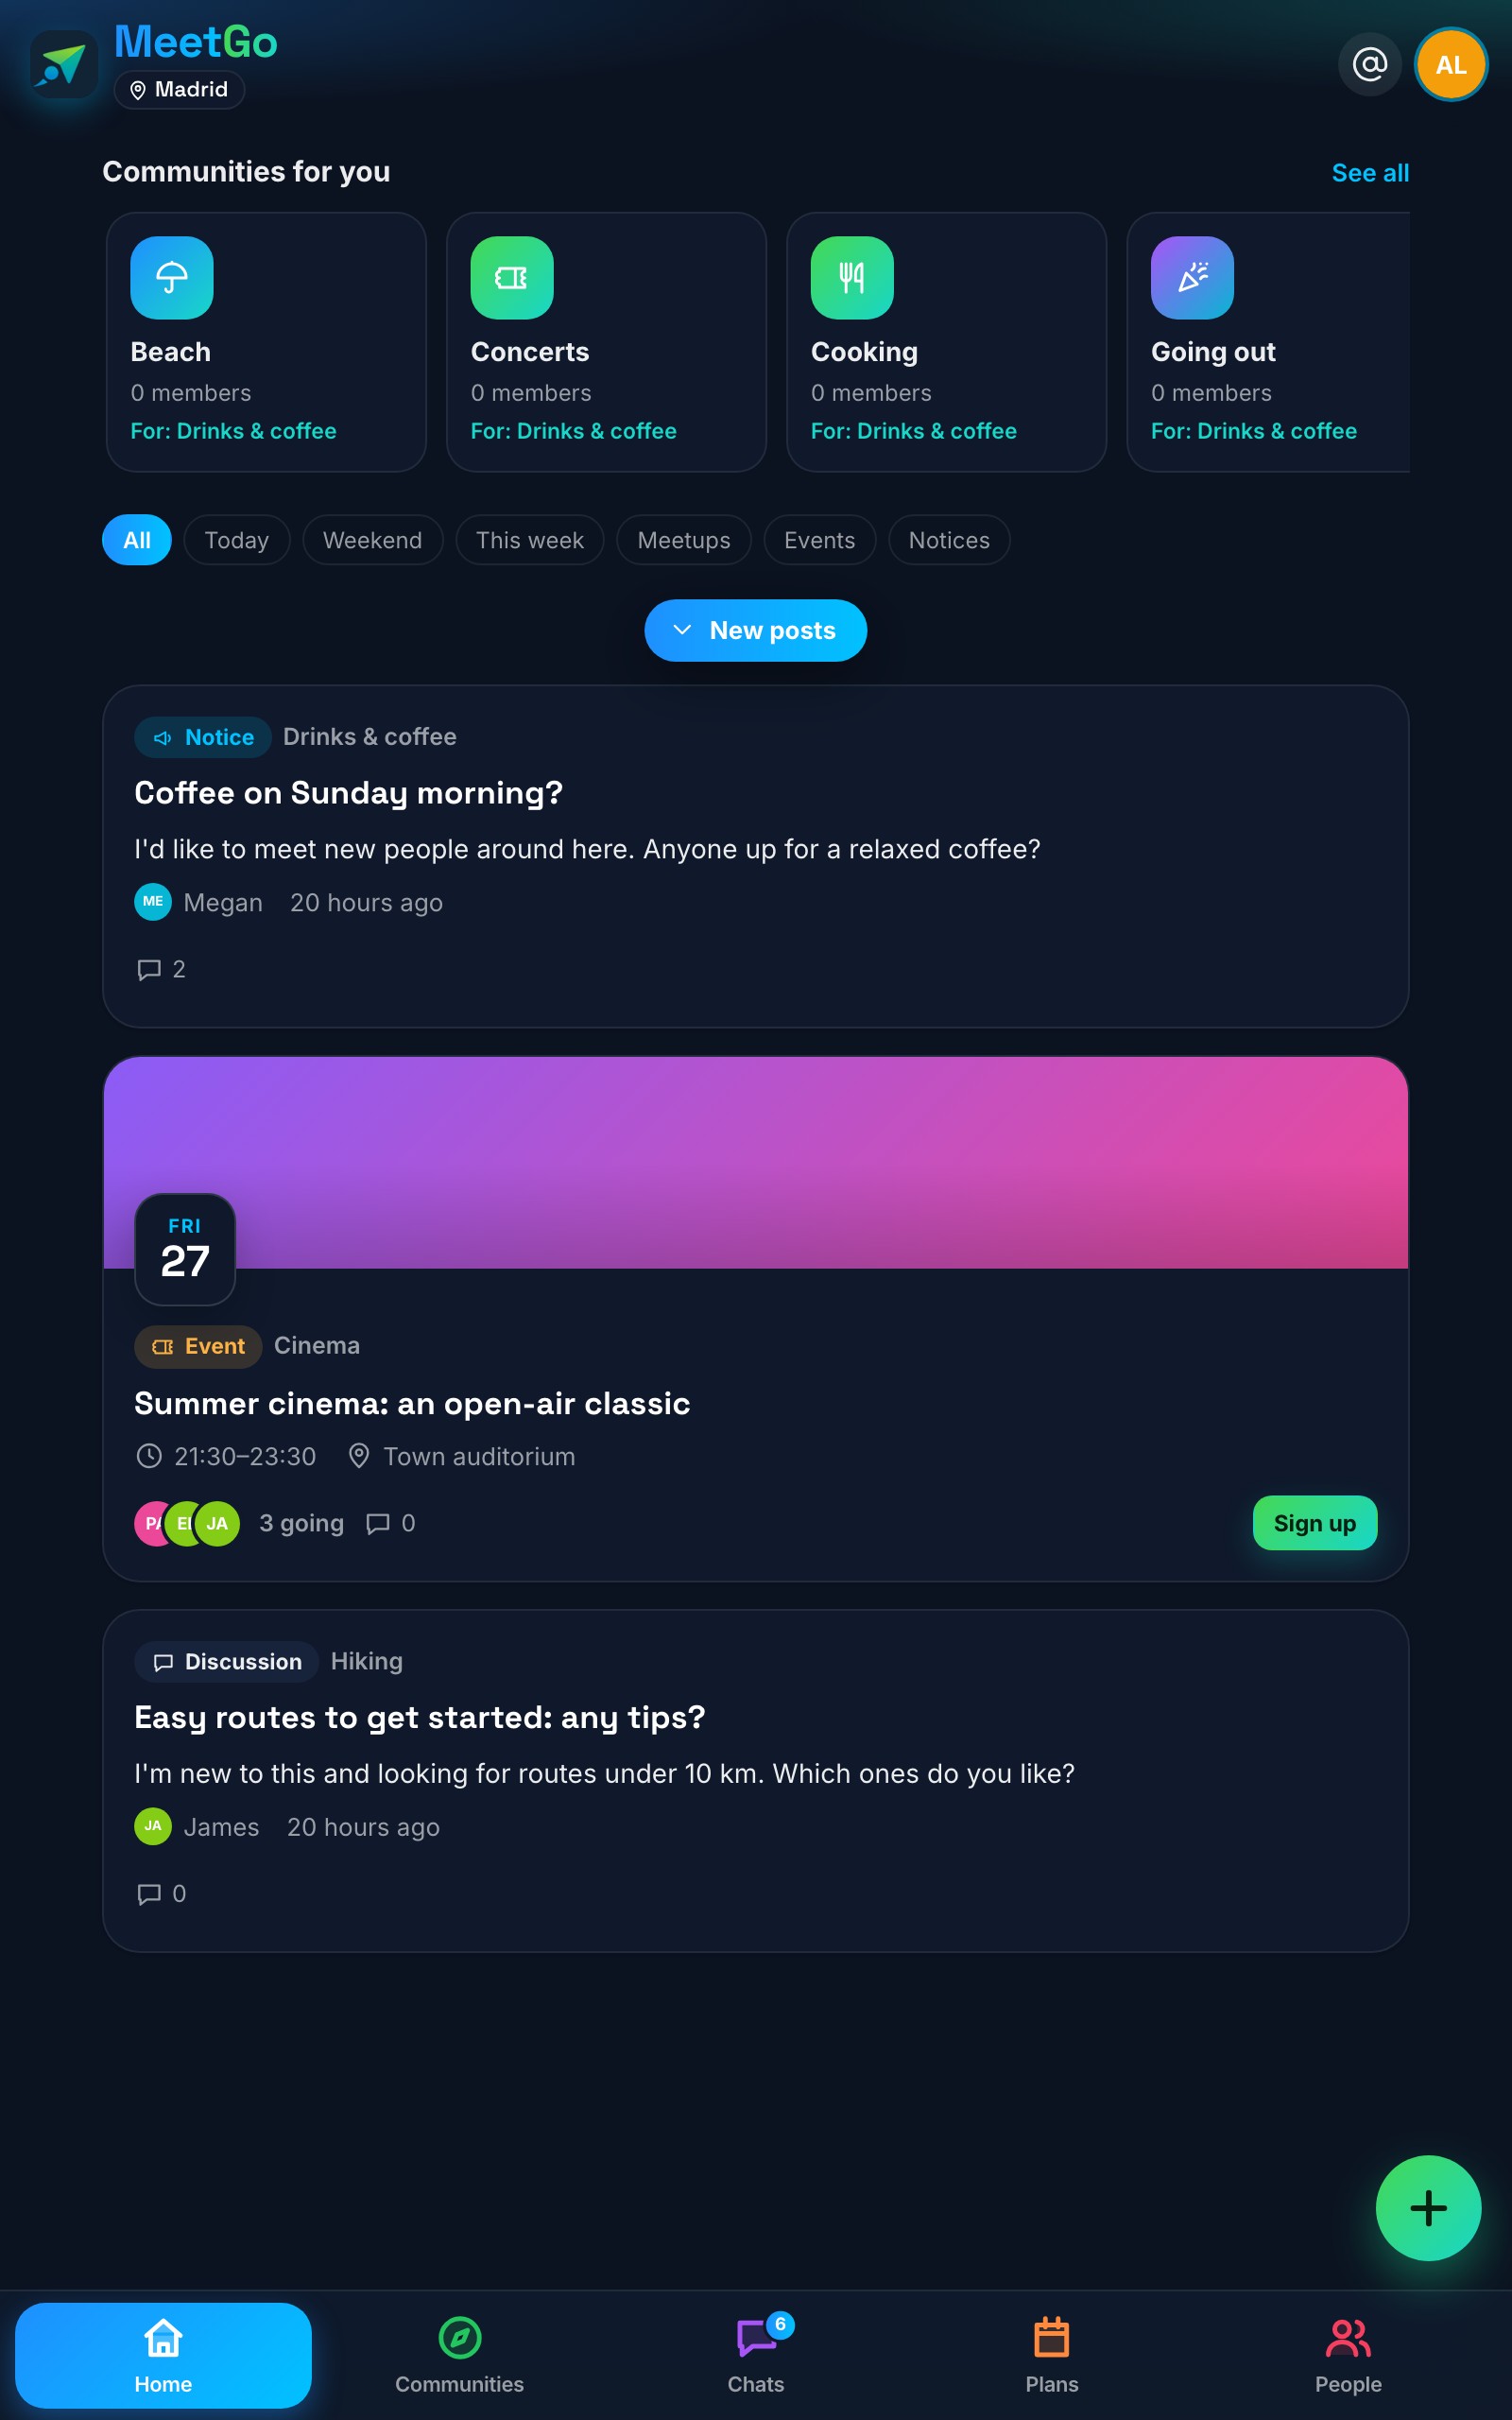 MeetGo
Madrid
AL
Communities for you
See all
Beach
0 members
For: Drinks & coffee
Concerts
0 members
For: Drinks & coffee
Cooking
0 members
For: Drinks & coffee
Going out
0 members
For: Drinks & coffee
All
Today
Weekend
This week
Meetups
Events
Notices
New posts
Notice
Drinks & coffee
Coffee on Sunday morning?
I'd like to meet new people around here. Anyone up for a relaxed coffee?
ME
Megan
20 hours ago
2
FRI
27
Event
Cinema
Summer cinema: an open-air classic
21:30–23:30
Town auditorium
PA
JA
3 going
0
Sign up
Discussion
Hiking
Easy routes to get started: any tips?
I'm new to this and looking for routes under 10 km. Which ones do you like?
JA
James
20 hours ago
0
Home
Communities
6
Chats
Plans
People